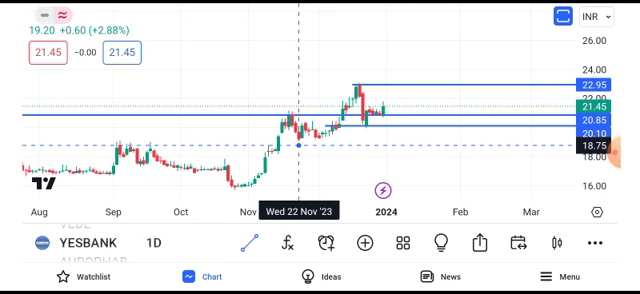 INR
19.20 +0.60 (+2.88%)
21.45 −0.00 21.45
26.00
24.00
22.95
22.00
21.45
20.85
20.10
18.75
18.00
16.00
Aug Sep Oct Nov Wed 22 Nov '23 2024 Feb Mar
YESBANK 1D
Watchlist Chart Ideas News Menu